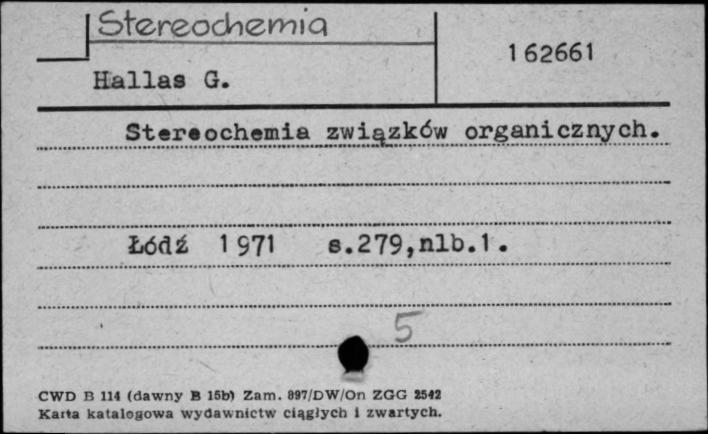 Stereochemia
162661
Hallas G.
Stereochemia związków organicznych.
Łódź 1971 s.279,nlb.1.
5
CWD B 114 (dawny B 15b) Zam. 897/DW/On ZGG 2542
Karta katalogowa wydawnictw ciągłych i zwartych.